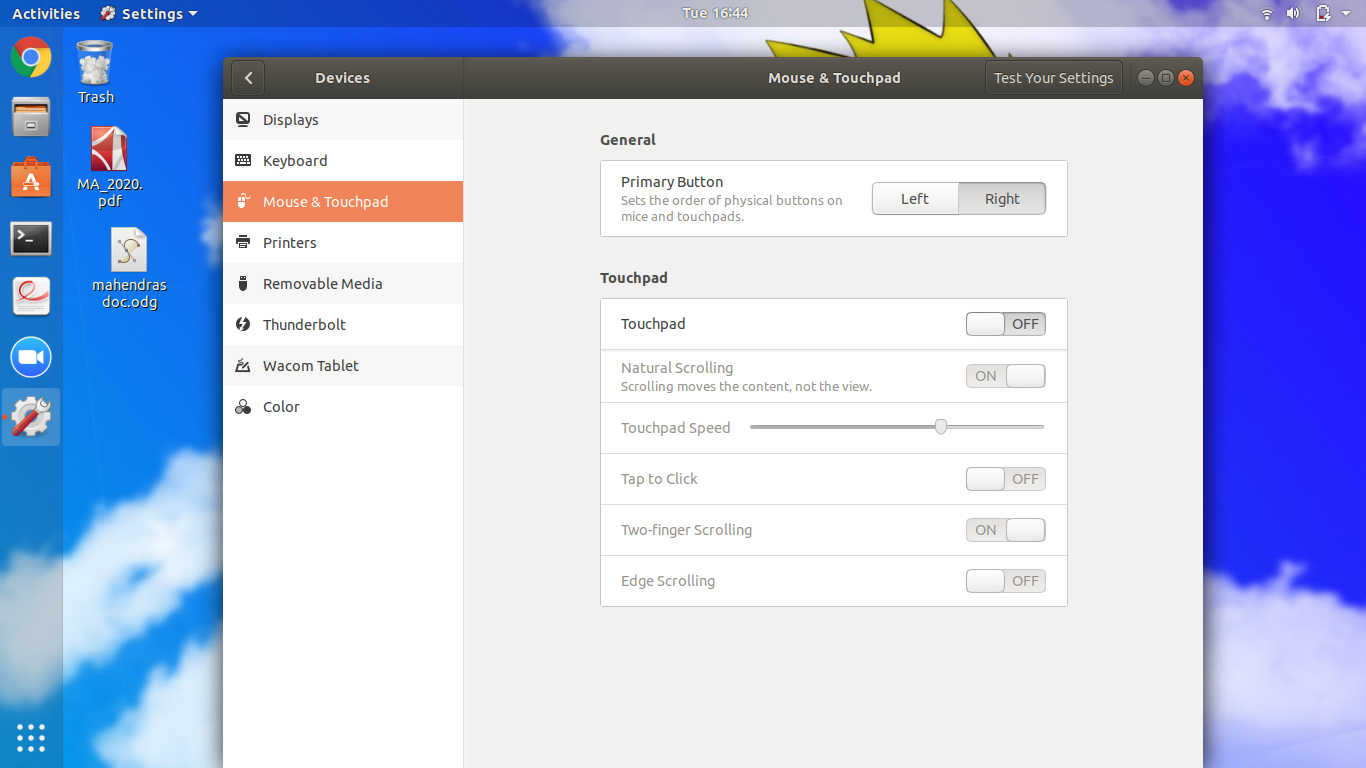 Activities
Settings
Tue 16:44
Trash
MA_2020.
pdf
mahendras
doc.odg
Devices
Mouse & Touchpad
Test Your Settings
Displays
Keyboard
Mouse & Touchpad
Printers
Removable Media
Thunderbolt
Wacom Tablet
Color
General
Primary Button
Sets the order of physical buttons on
mice and touchpads.
Left
Right
Touchpad
Touchpad
OFF
Natural Scrolling
Scrolling moves the content, not the view.
ON
Touchpad Speed
Tap to Click
OFF
Two-finger Scrolling
ON
Edge Scrolling
OFF